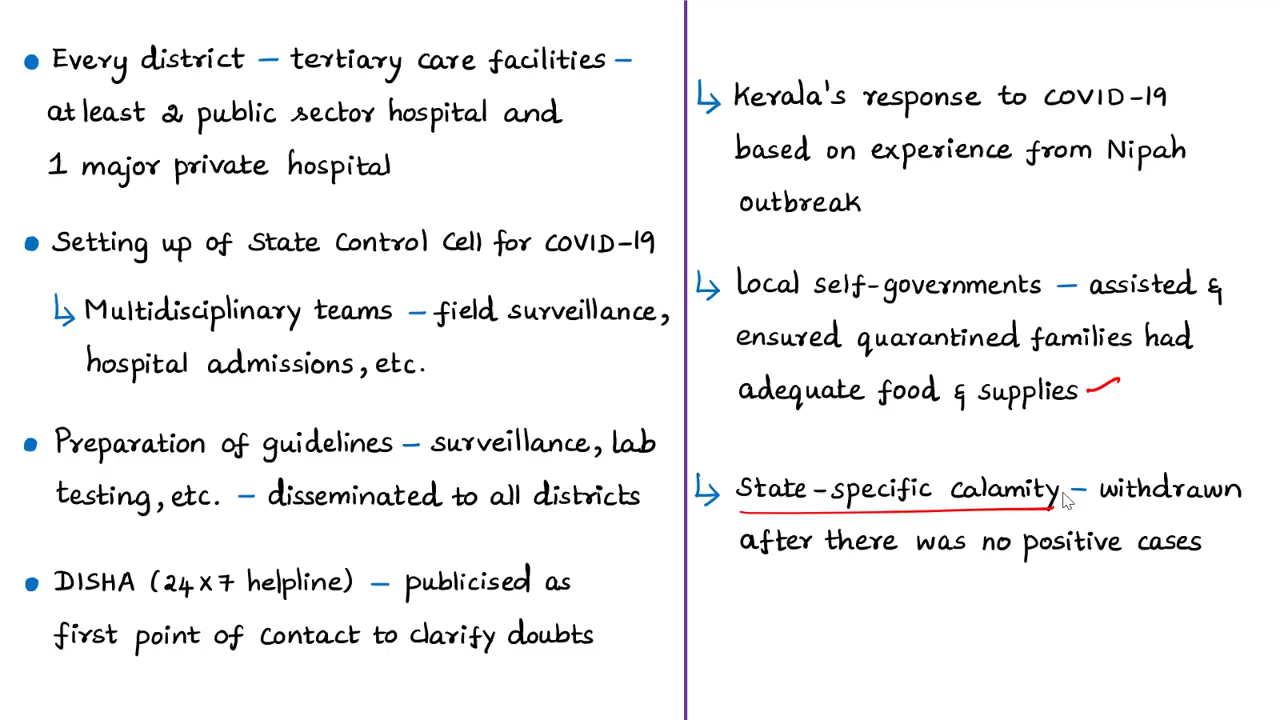 Every district – tertiary care facilities –
at least 2 public sector hospital and
1 major private hospital
Setting up of State Control Cell for COVID-19
Multidisciplinary teams – field surveillance,
hospital admissions, etc.
Preparation of guidelines – surveillance, lab
testing, etc. – disseminated to all districts
DISHA (24x7 helpline) – publicised as
first point of contact to clarify doubts
Kerala's response to COVID-19
based on experience from Nipah
outbreak
Local self-governments – assisted &
ensured quarantined families had
adequate food & supplies
State-specific calamity – withdrawn
after there was no positive cases